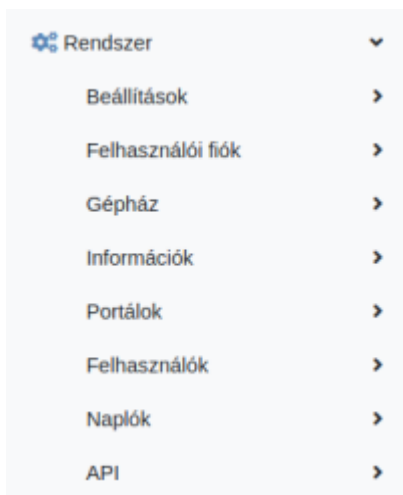 Rendszer
Beállítások
Felhasználói fiók
Gépház
Információk
Portálok
Felhasználók
Naplók
API